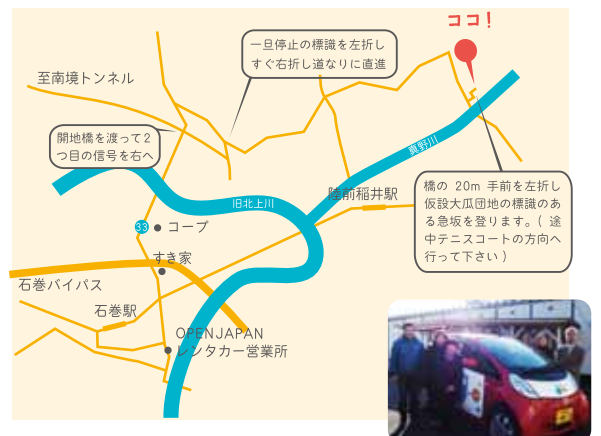 ココ！
一旦停止の標識を左折し
すぐ右折し道なりに直進
至南境トンネル
開地橋を渡って2
つ目の信号を右へ
真野川
旧北上川
陸前稲井駅
橋の 20m 手前を左折し
仮設大瓜団地の標識のあ
る急坂を登ります。( 途
中テニスコートの方向へ
行って下さい )
33
コープ
すき家
石巻バイパス
石巻駅
OPENJAPAN
レンタカー営業所